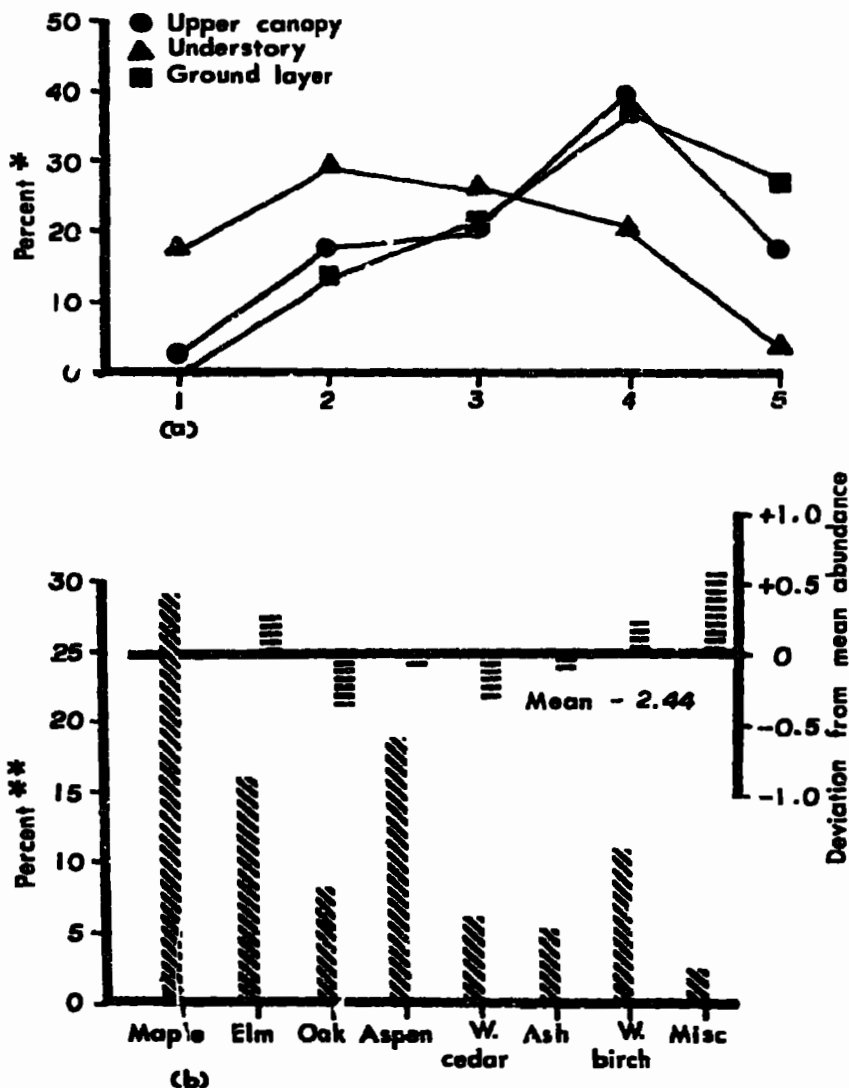 50
40
30
20
10
0
Percent *
Upper canopy
Understory
Ground layer
1 2 3 4 5
(a)
30
25
20
15
10
5
0
Percent **
+1.0
+0.5
0
-0.5
-1.0
Deviation from mean abundance
Mean - 2.44
Maple Elm Oak Aspen W. cedar Ash W. birch Misc
(b)